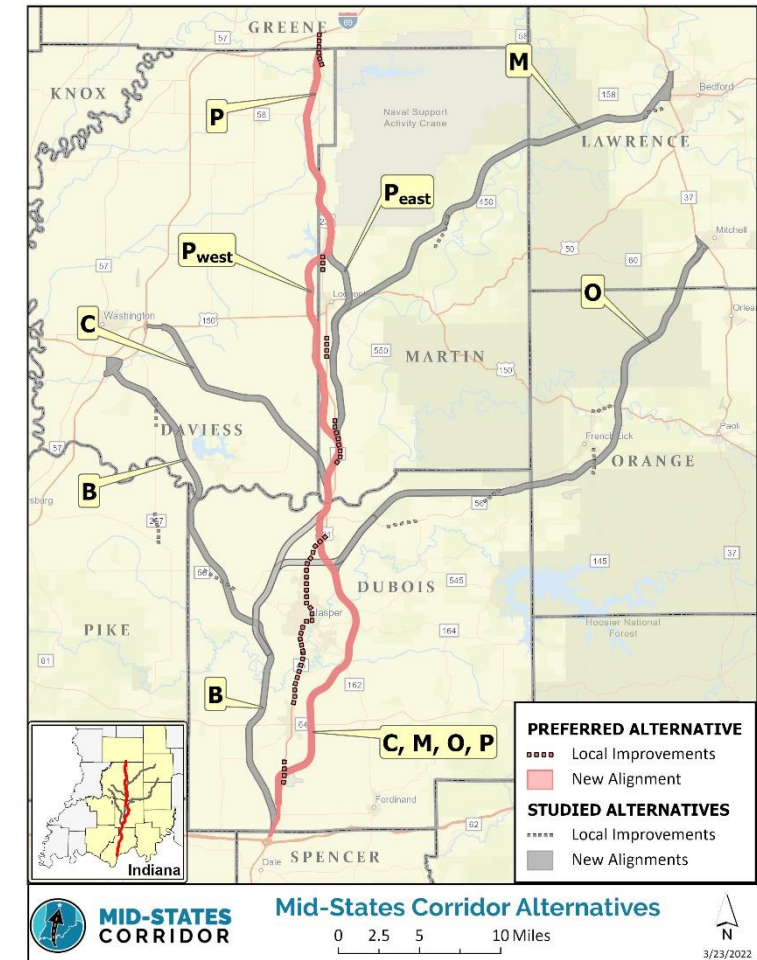 GREENE
69
57
58
KNOX
M
P
58
158
Bedford
Naval Support
Activity Crane
LAWRENCE
37
P east
450
Mitchell
P west
50
60
57
O
C
Washington
150
550
MARTIN
150
DAVIESS
French Lick
Paoli
57
ORANGE
B
56
257
56
145
37
DUBOIS
545
Jasper
PIKE
164
Hoosier National
Forest
61
162
B
64
C, M, O, P
Ferdinand
62
Dale
SPENCER
Indiana
PREFERRED ALTERNATIVE
Local Improvements
New Alignment
STUDIED ALTERNATIVES
Local Improvements
New Alignments
MID-STATES
CORRIDOR
Mid-States Corridor Alternatives
0 2.5 5 10 Miles
N
3/23/2022